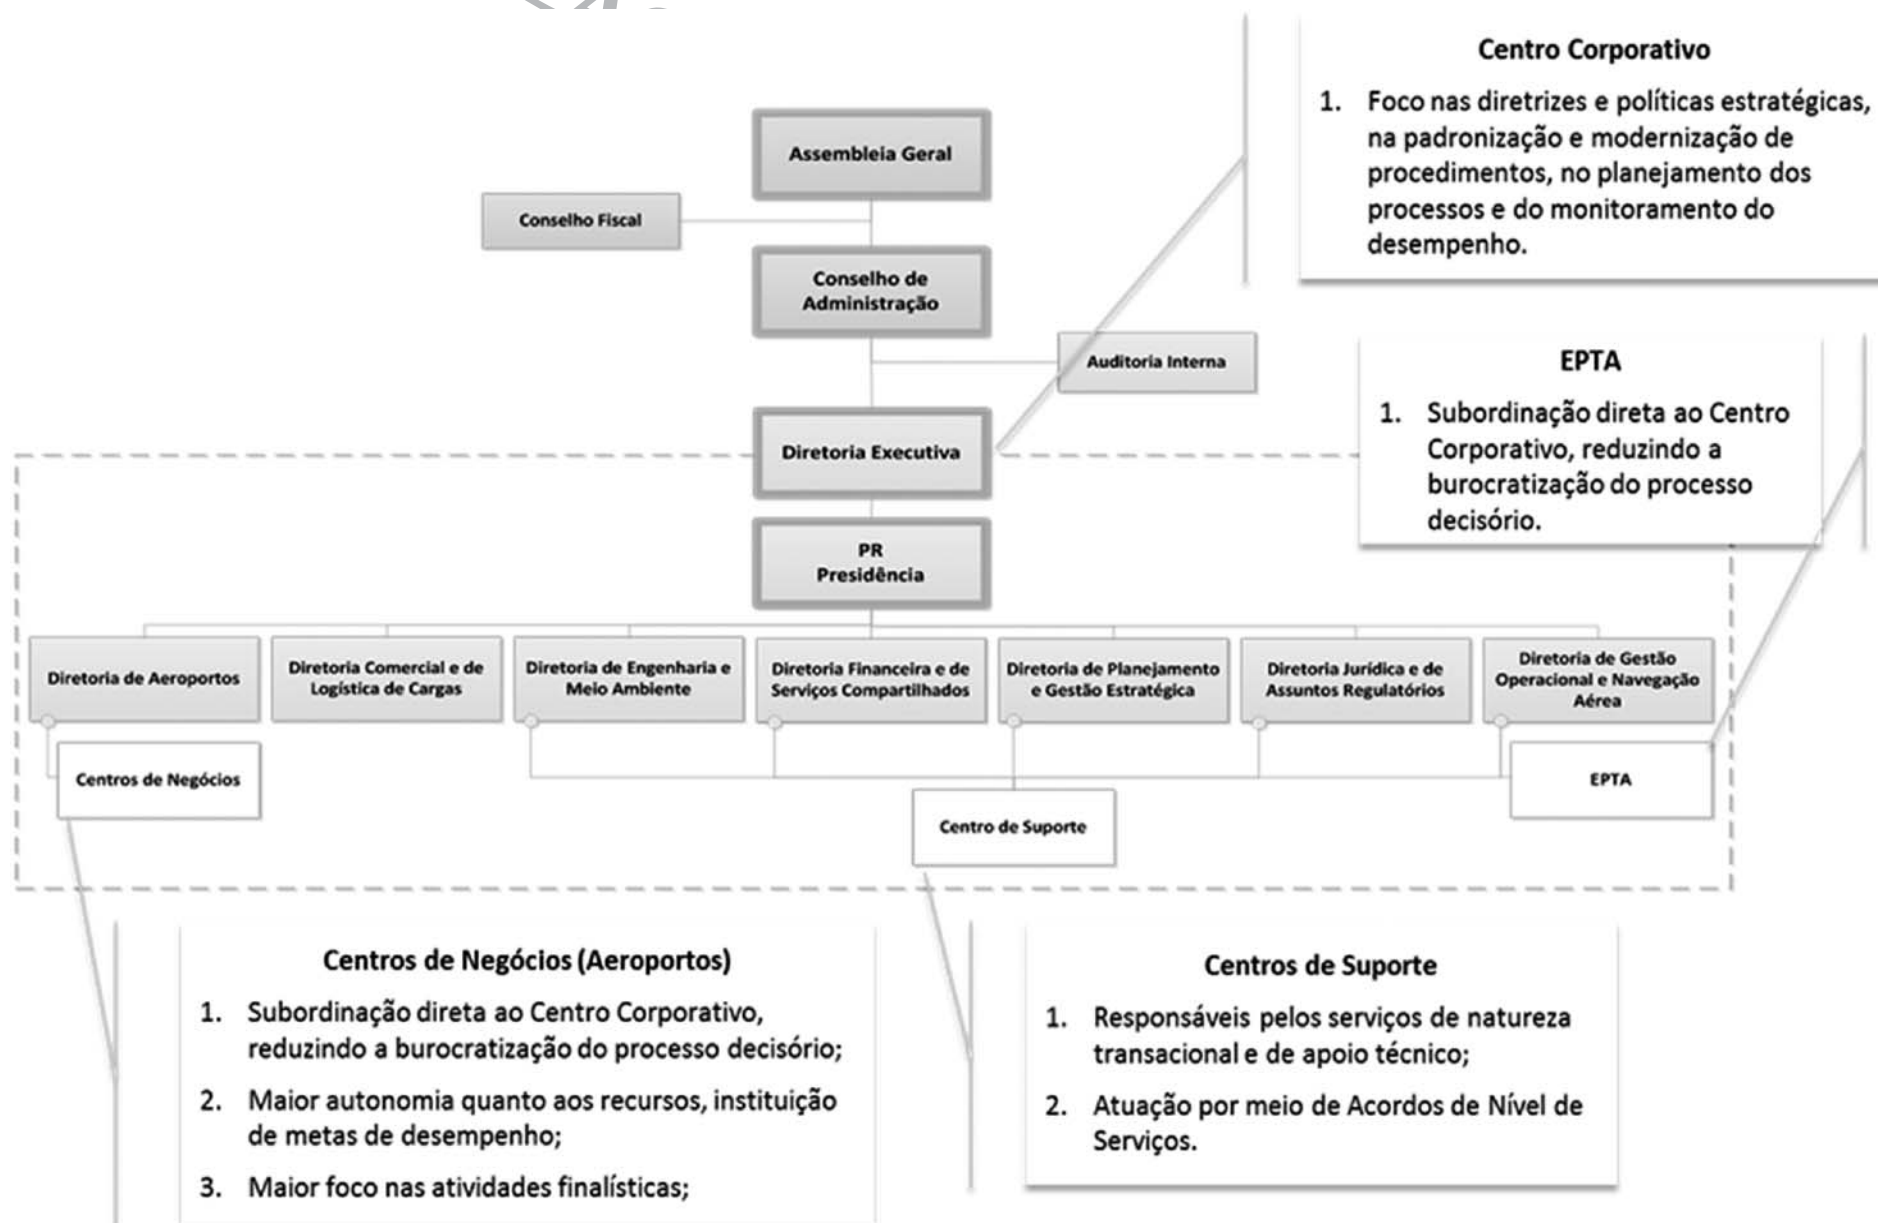 Centro Corporativo
1. Foco nas diretrizes e políticas estratégicas,
na padronização e modernização de
procedimentos, no planejamento dos
processos e do monitoramento do
desempenho.
Assembleia Geral
Conselho Fiscal
Conselho de
Administração
Auditoria Interna
EPTA
1. Subordinação direta ao Centro
Corporativo, reduzindo a
burocratização do processo
decisório.
Diretoria Executiva
PR
Presidência
Diretoria de Aeroportos
Diretoria Comercial e de
Logística de Cargas
Diretoria de Engenharia e
Meio Ambiente
Diretoria Financeira e de
Serviços Compartilhados
Diretoria de Planejamento
e Gestão Estratégica
Diretoria Jurídica e de
Assuntos Regulatórios
Diretoria de Gestão
Operacional e Navegação
Aérea
Centros de Negócios
EPTA
Centro de Suporte
Centros de Negócios (Aeroportos)
1. Subordinação direta ao Centro Corporativo,
reduzindo a burocratização do processo decisório;
2. Maior autonomia quanto aos recursos, instituição
de metas de desempenho;
3. Maior foco nas atividades finalísticas;
Centros de Suporte
1. Responsáveis pelos serviços de natureza
transacional e de apoio técnico;
2. Atuação por meio de Acordos de Nível de
Serviços.